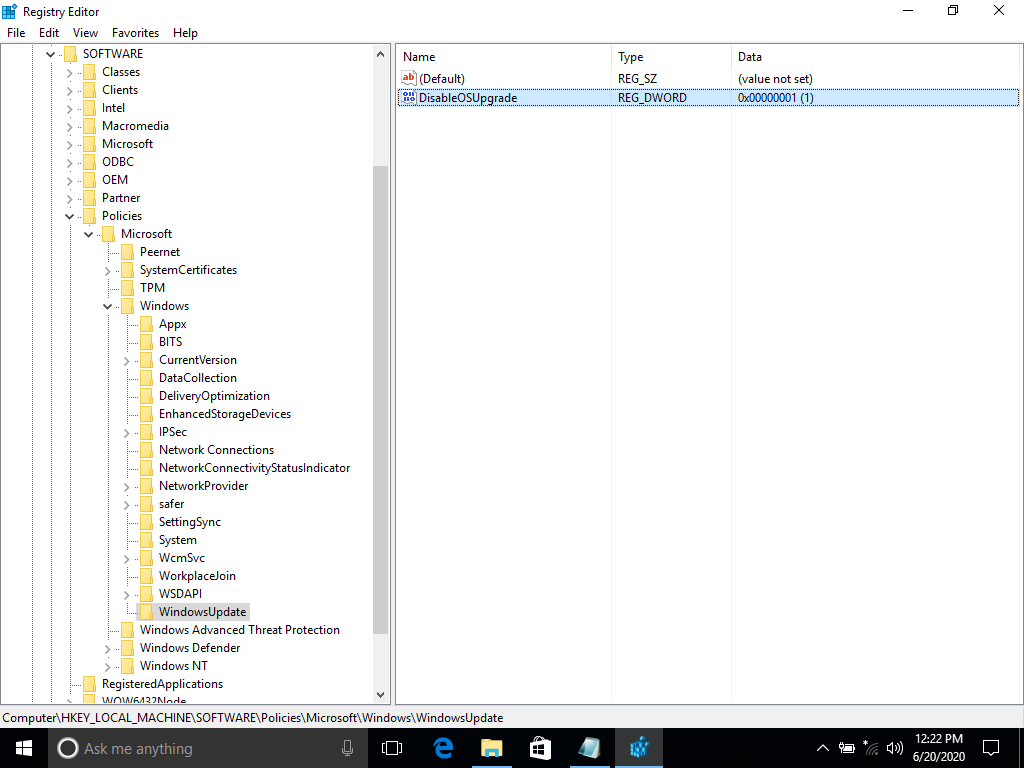 Registry Editor
File Edit View Favorites Help
SOFTWARE
Classes
Clients
Intel
Macromedia
Microsoft
ODBC
OEM
Partner
Policies
Microsoft
Peernet
SystemCertificates
TPM
Windows
Appx
BITS
CurrentVersion
DataCollection
DeliveryOptimization
EnhancedStorageDevices
IPSec
Network Connections
NetworkConnectivityStatusIndicator
NetworkProvider
safer
SettingSync
System
WcmSvc
WorkplaceJoin
WSDAPI
WindowsUpdate
Windows Advanced Threat Protection
Windows Defender
Windows NT
RegisteredApplications
WOW6432Node
Name Type Data
ab (Default) REG_SZ (value not set)
DisableOSUpgrade REG_DWORD 0x00000001 (1)
Computer\HKEY_LOCAL_MACHINE\SOFTWARE\Policies\Microsoft\Windows\WindowsUpdate
Ask me anything
12:22 PM
6/20/2020